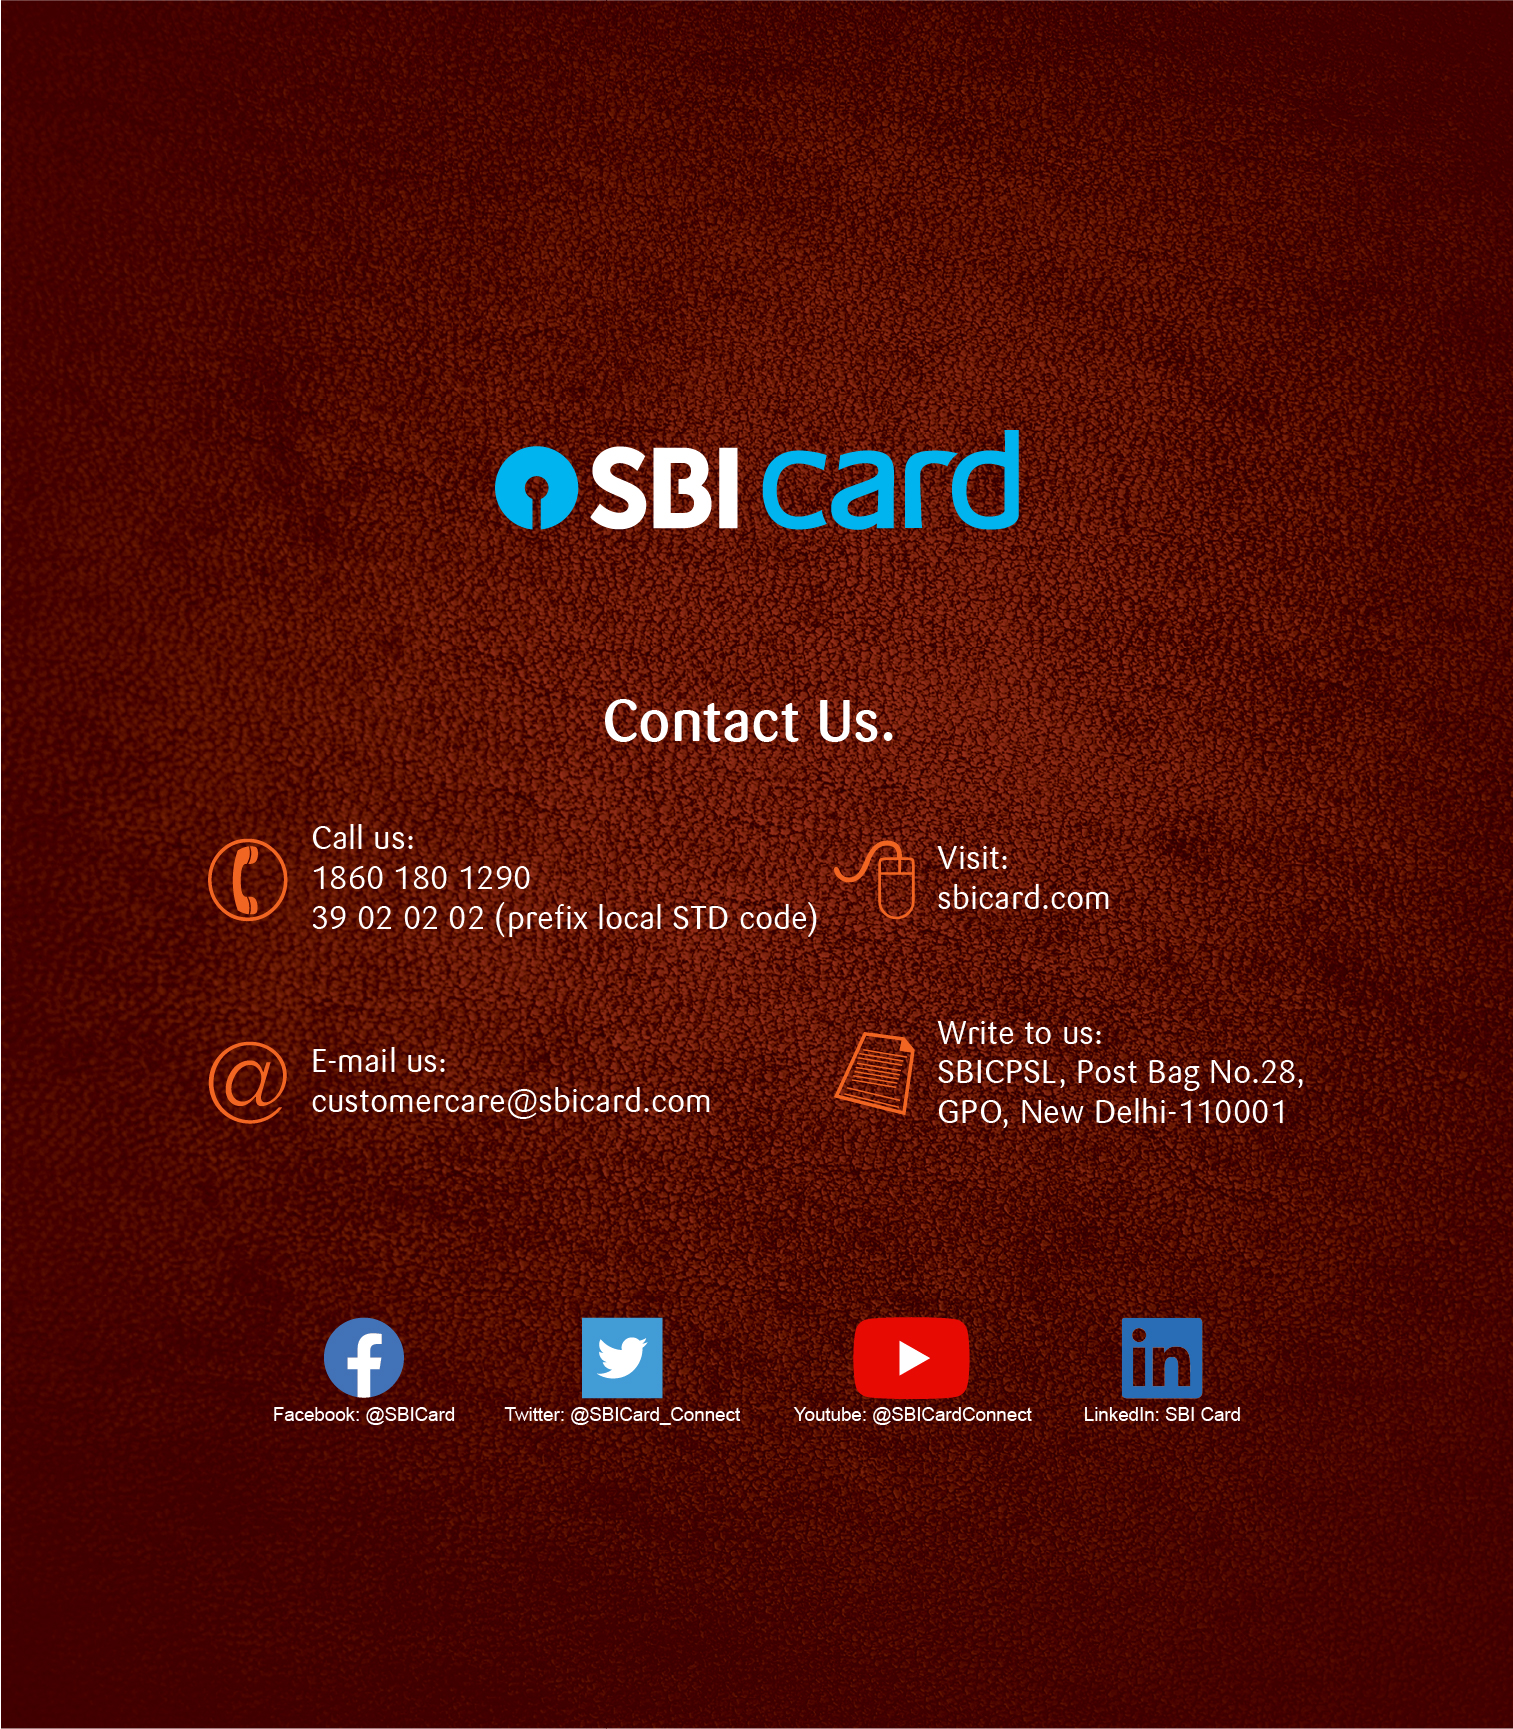 SBI card
Contact Us.
Call us:
1860 180 1290
39 02 02 02 (prefix local STD code)
Visit:
sbicard.com
E-mail us:
customercare@sbicard.com
Write to us:
SBICPSL, Post Bag No.28,
GPO, New Delhi-110001
Facebook: @SBICard
Twitter: @SBICard_Connect
Youtube: @SBICardConnect
LinkedIn: SBI Card